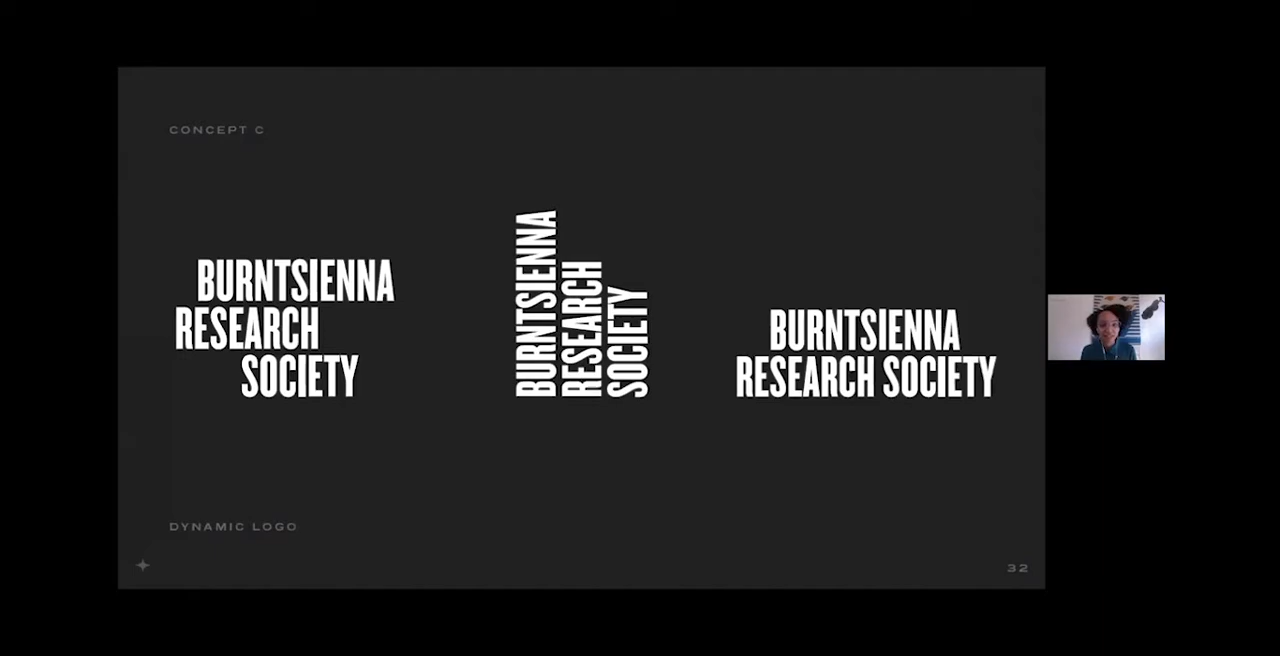 CONCEPT C
BURNTSIENNA
RESEARCH
SOCIETY
BURNTSIENNA
RESEARCH
SOCIETY
BURNTSIENNA
RESEARCH SOCIETY
DYNAMIC LOGO
32